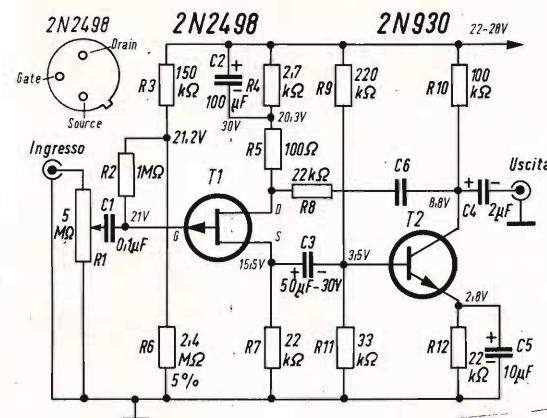 2N2498
2N2498
2N930
22-28V
Drain
Gate
Source
Ingresso
R3
150
kΩ
C2
+
100
µF
30V
R4
2,7
kΩ
20,3V
R9
220
kΩ
R10
100
kΩ
21,2V
R2
1MΩ
R5
100Ω
22kΩ
R8
C6
8,8V
Uscita
+
-
C4
2µF
T1
D
S
G
T2
5
MΩ
R1
C1
0,1µF
21V
15,5V
C3
+
-
50µF-30V
3,5V
2,8V
R6
2,4
MΩ
5%
R7
22
kΩ
R11
33
kΩ
R12
22
kΩ
+
-
C5
10µF